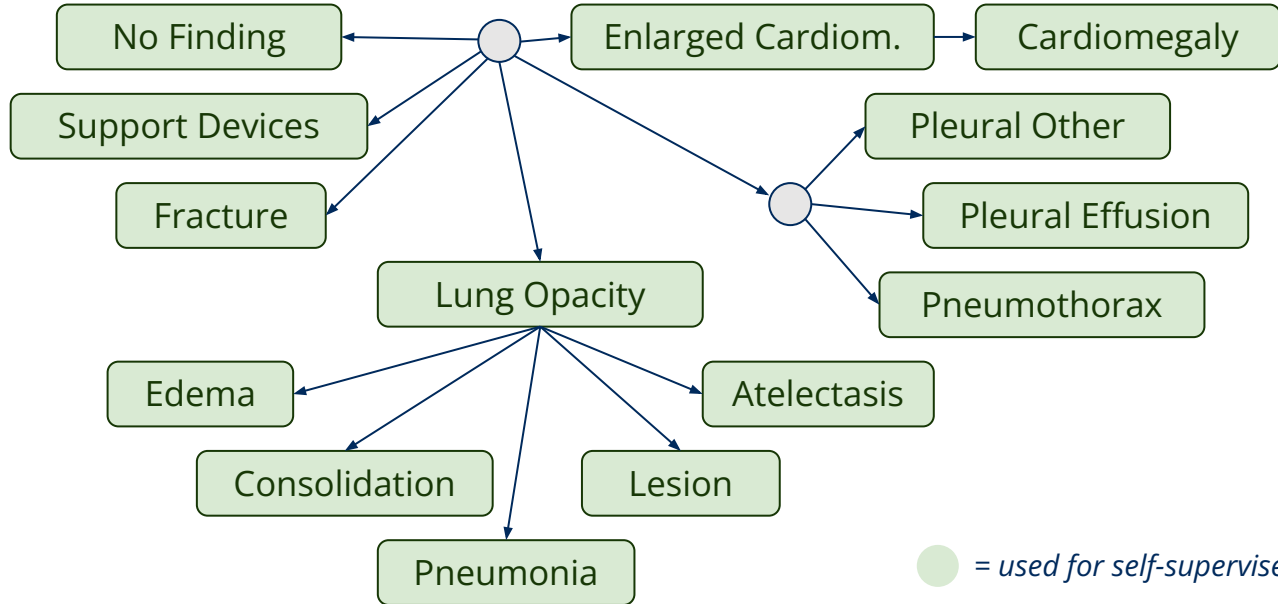 No Finding
Enlarged Cardiom.
Cardiomegaly
Support Devices
Pleural Other
Fracture
Pleural Effusion
Lung Opacity
Pneumothorax
Edema
Atelectasis
Consolidation
Lesion
Pneumonia
= used for self-supervise